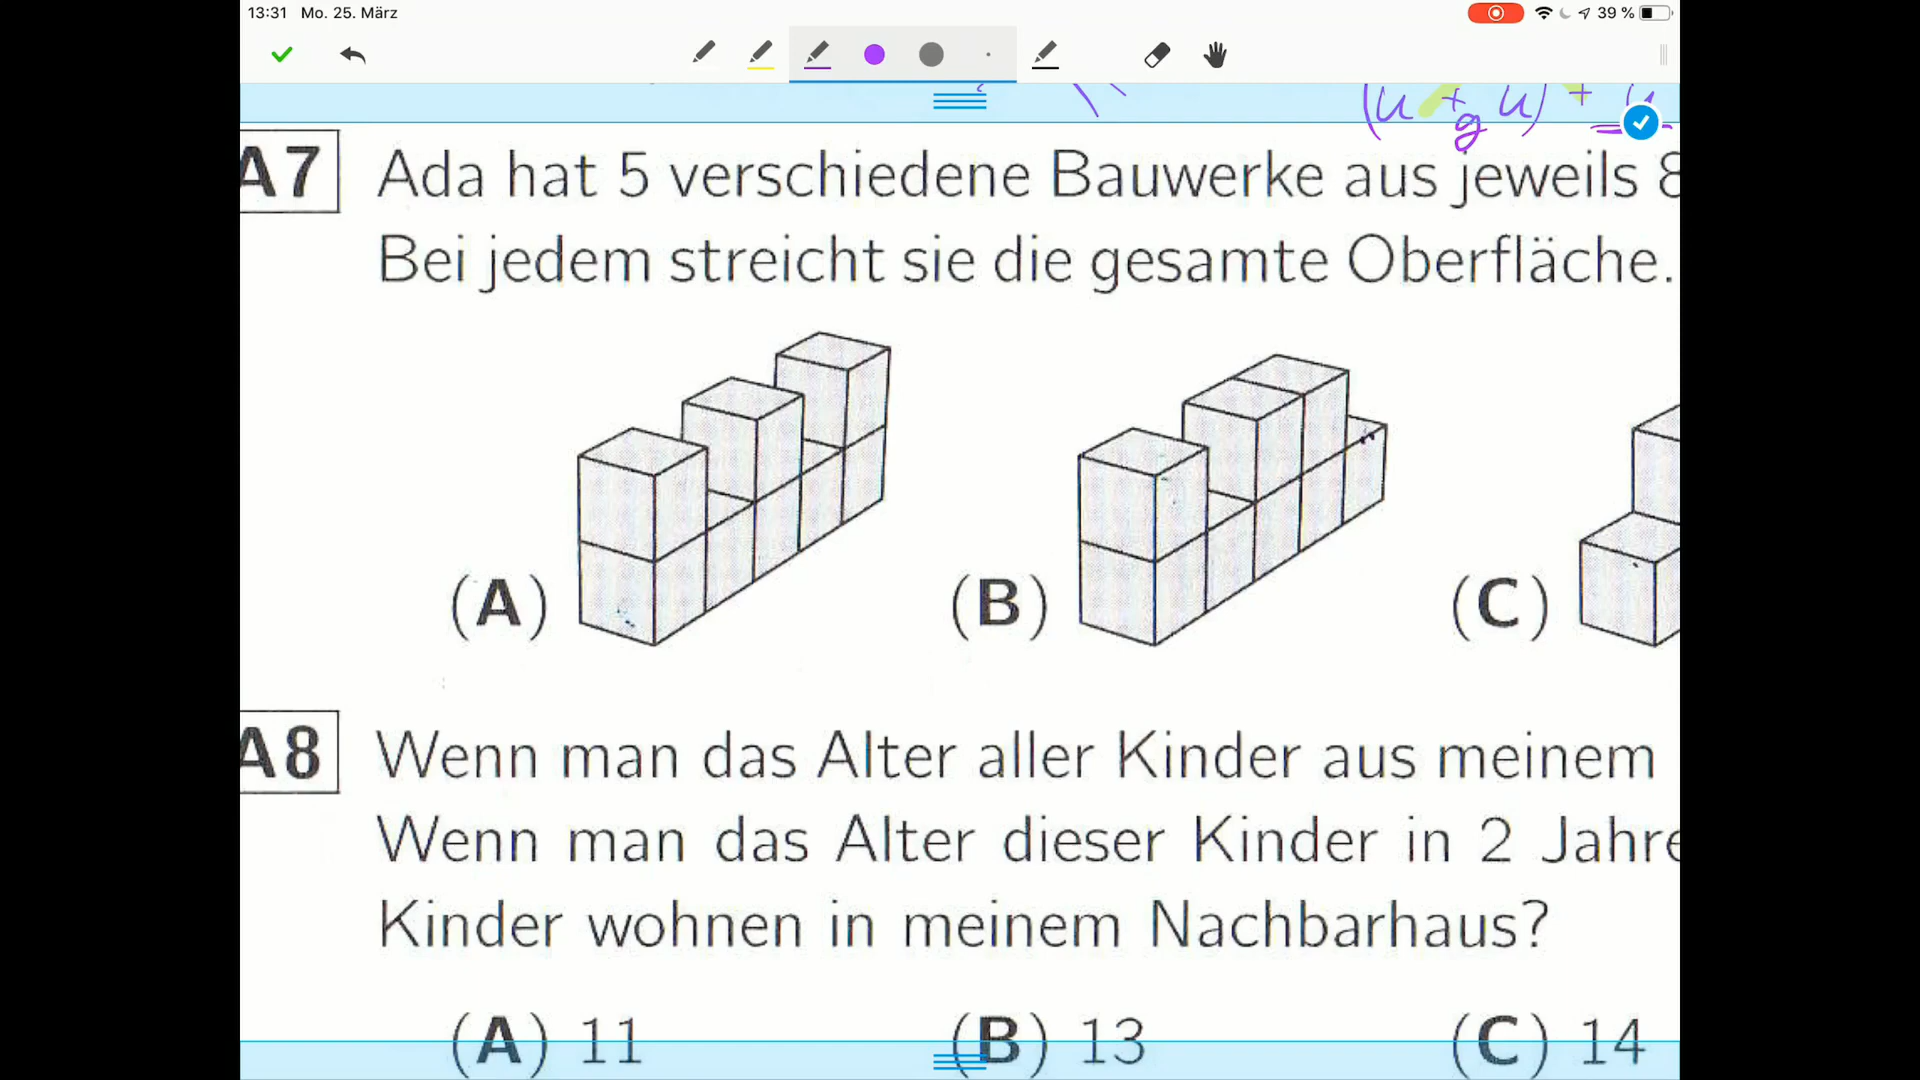 13:31 Mo. 25. März 39 %
(u + u) +
g
A7 Ada hat 5 verschiedene Bauwerke aus jeweils 8
Bei jedem streicht sie die gesamte Oberfläche.
(A) (B) (C)
A8 Wenn man das Alter aller Kinder aus meinem
Wenn man das Alter dieser Kinder in 2 Jahre
Kinder wohnen in meinem Nachbarhaus?
(A) 11 (B) 13 (C) 14